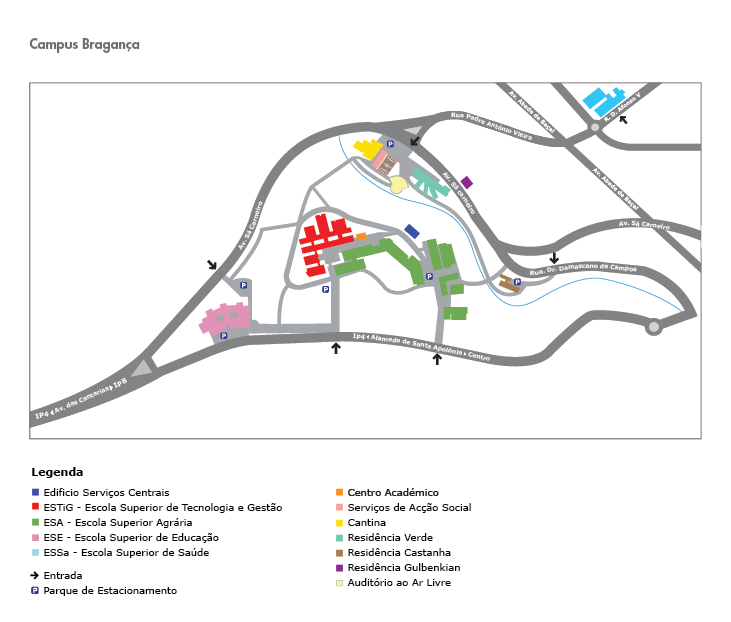 Campus Bragança
Av. Abade de Baçal
R. D. Afonso V
Rua Padre António Vieira
P
Av. Sá carneiro
Av. Abade de Baçal
Av. Sá Carneiro
Av. Sá Carneiro
Rua. Dr. Damasceno de Campos
P
P
P
P
P
IP4 Alameda de Santa Apolónia Centro
IP4 Av. das Cantarias IPB
Legenda
Edificio Serviços Centrais
ESTiG - Escola Superior de Tecnologia e Gestão
ESA - Escola Superior Agrária
ESE - Escola Superior de Educação
ESSa - Escola Superior de Saúde
Entrada
P Parque de Estacionamento
Centro Académico
Serviços de Acção Social
Cantina
Residência Verde
Residência Castanha
Residência Gulbenkian
Auditório ao Ar Livre